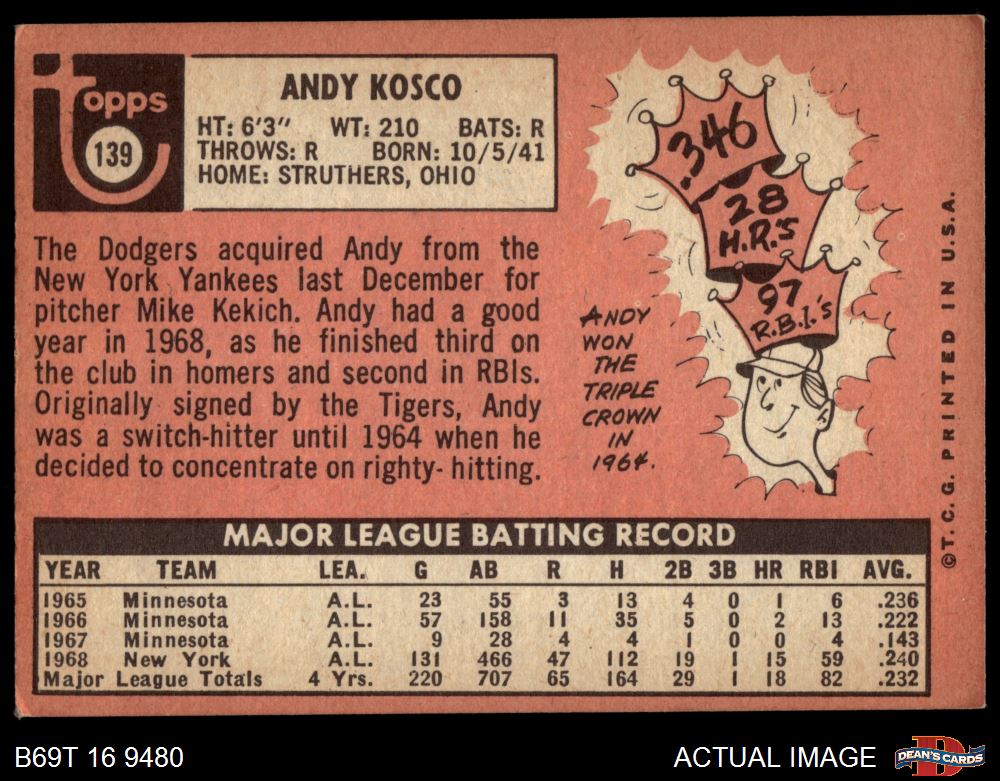 topps
139
ANDY KOSCO
HT: 6'3" WT: 210 BATS: R
THROWS: R BORN: 10/5/41
HOME: STRUTHERS, OHIO
The Dodgers acquired Andy from the
New York Yankees last December for
pitcher Mike Kekich. Andy had a good
year in 1968, as he finished third on
the club in homers and second in RBIs.
Originally signed by the Tigers, Andy
was a switch-hitter until 1964 when he
decided to concentrate on righty- hitting.
.346
28
H.R.'S
97
R.B.I.'s
ANDY
WON
THE
TRIPLE
CROWN
IN
1964.
©T. C. G. PRINTED IN U.S.A.
MAJOR LEAGUE BATTING RECORD
YEAR TEAM LEA. G AB R H 2B 3B HR RBI AVG.
1965 Minnesota A.L. 23 55 3 13 4 0 1 6 .236
1966 Minnesota A.L. 57 158 11 35 5 0 2 13 .222
1967 Minnesota A.L. 9 28 4 4 1 0 0 4 .143
1968 New York A.L. 131 466 47 112 19 1 15 59 .240
Major League Totals 4 Yrs. 220 707 65 164 29 1 18 82 .232
B69T 16 9480
ACTUAL IMAGE
D
DEAN'S CARDS